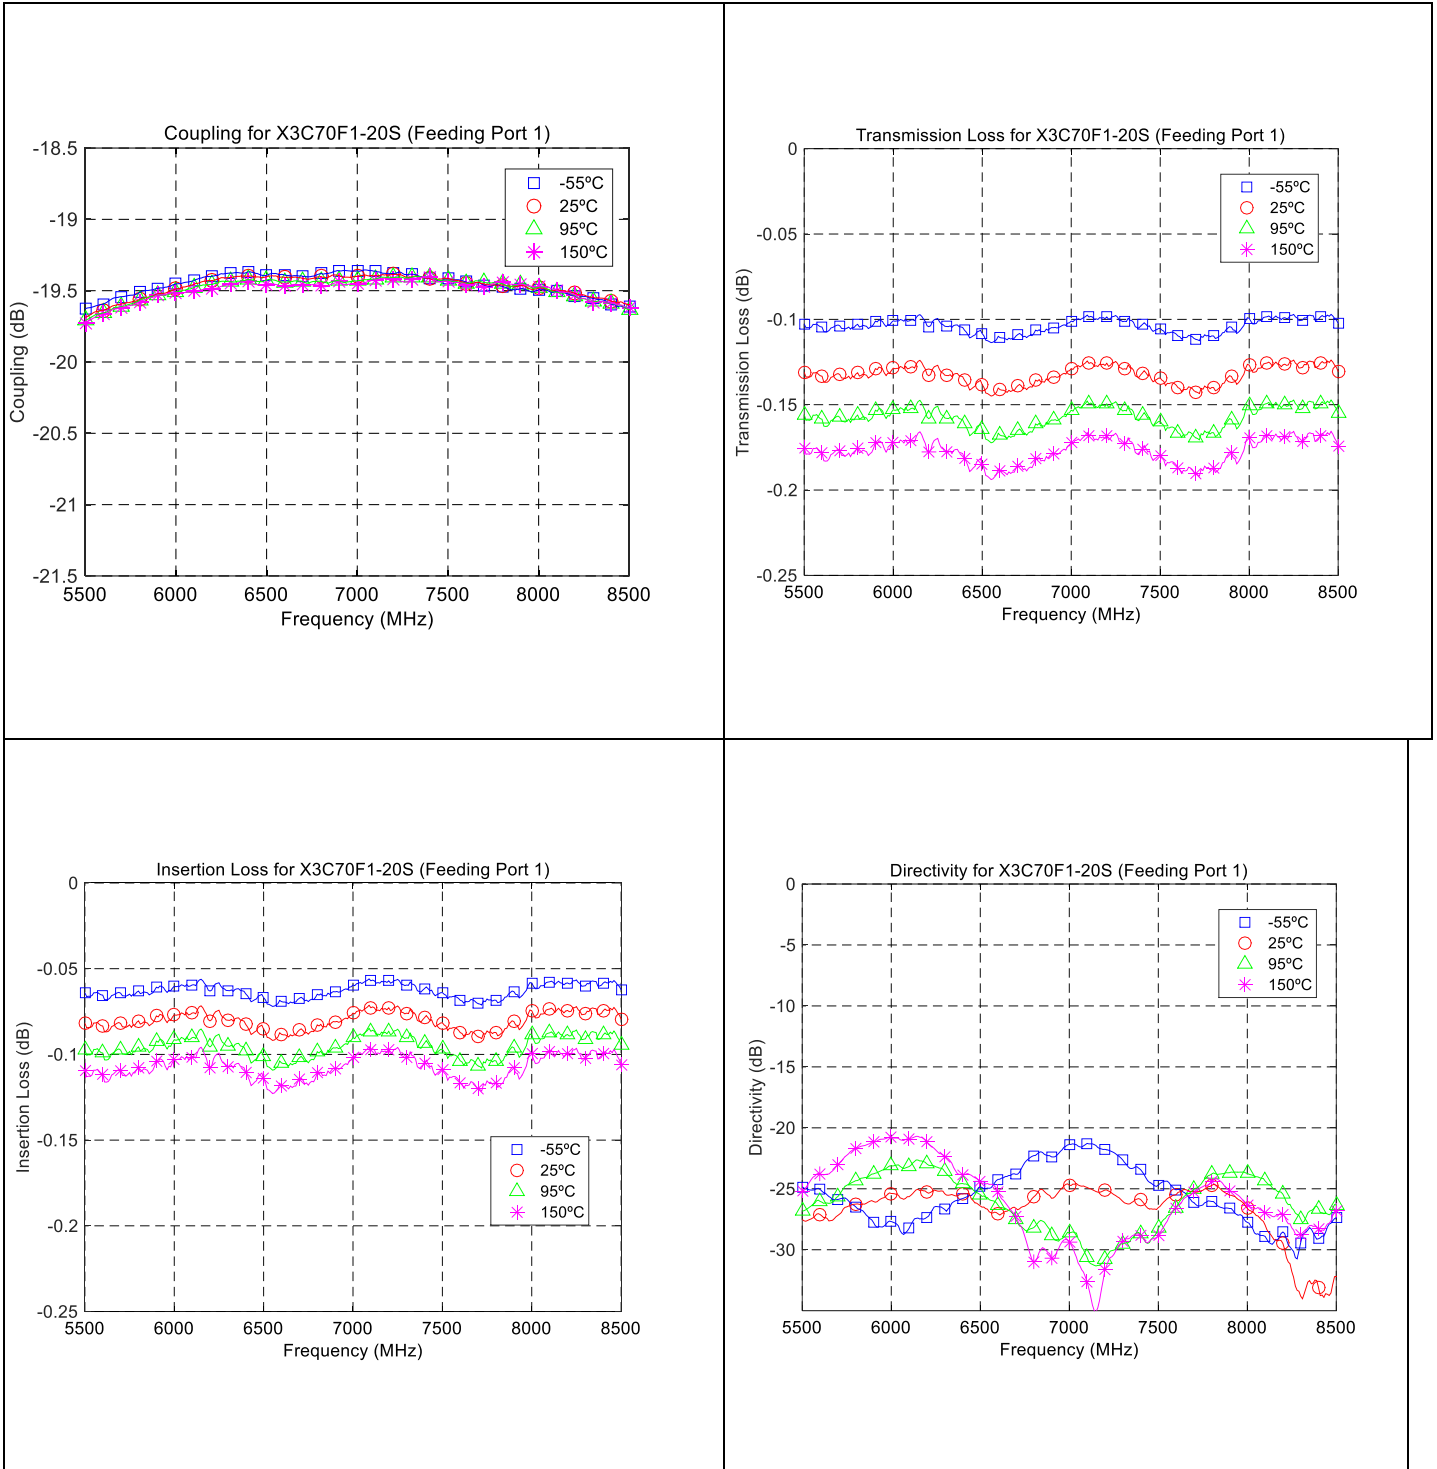 Coupling for X3C70F1-20S (Feeding Port 1)
-18.5
-19
-19.5
-20
-20.5
-21
-21.5
Coupling (dB)
-55ºC
25ºC
95ºC
150ºC
5500 6000 6500 7000 7500 8000 8500
Frequency (MHz)
Transmission Loss for X3C70F1-20S (Feeding Port 1)
0
-0.05
-0.1
-0.15
-0.2
-0.25
Transmission Loss (dB)
-55ºC
25ºC
95ºC
150ºC
5500 6000 6500 7000 7500 8000 8500
Frequency (MHz)
Insertion Loss for X3C70F1-20S (Feeding Port 1)
0
-0.05
-0.1
-0.15
-0.2
-0.25
Insertion Loss (dB)
-55ºC
25ºC
95ºC
150ºC
5500 6000 6500 7000 7500 8000 8500
Frequency (MHz)
Directivity for X3C70F1-20S (Feeding Port 1)
0
-5
-10
-15
-20
-25
-30
Directivity (dB)
-55ºC
25ºC
95ºC
150ºC
5500 6000 6500 7000 7500 8000 8500
Frequency (MHz)